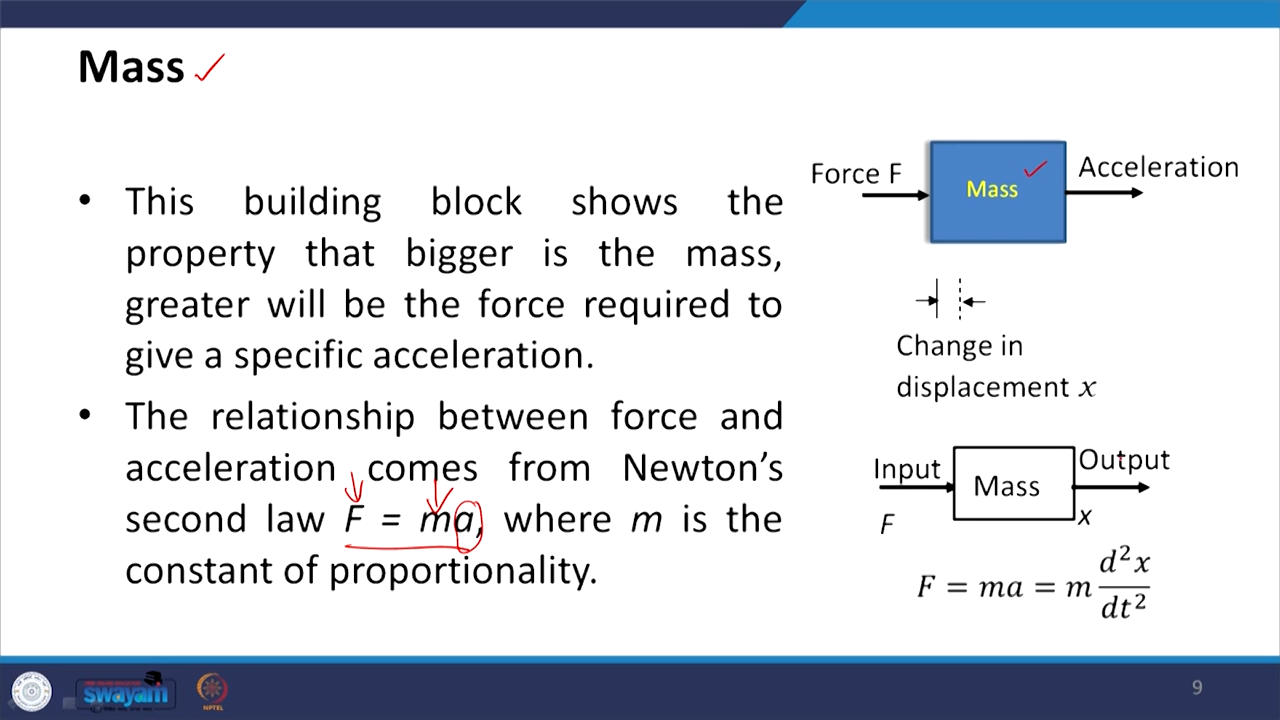 Mass
This building block shows the
property that bigger is the mass,
greater will be the force required to
give a specific acceleration.
The relationship between force and
acceleration comes from Newton's
second law F = ma, where m is the
constant of proportionality.
Force F
Mass
Acceleration
Change in
displacement x
Input
F
Mass
Output
x
F = ma = m d²x/dt²
swayam
NPTEL
9